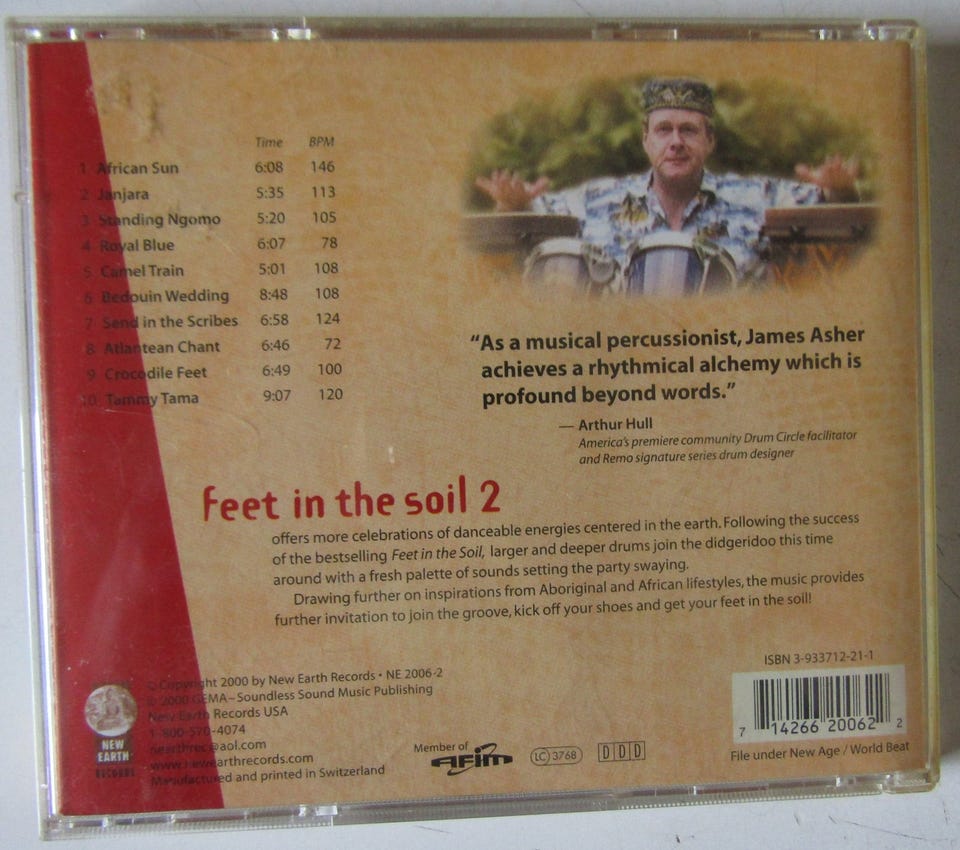 Time BPM
1 African Sun 6:08 146
2 Janjara 5:35 113
3 Standing Ngomo 5:20 105
4 Royal Blue 6:07 78
5 Camel Train 5:01 108
6 Bedouin Wedding 8:48 108
7 Send in the Scribes 6:58 124
8 Atlantean Chant 6:46 72
9 Crocodile Feet 6:49 100
10 Tammy Tama 9:07 120
“As a musical percussionist, James Asher
achieves a rhythmical alchemy which is
profound beyond words.”
— Arthur Hull
America's premiere community Drum Circle facilitator
and Remo signature series drum designer
feet in the soil 2
offers more celebrations of danceable energies centered in the earth. Following the success
of the bestselling Feet in the Soil, larger and deeper drums join the didgeridoo this time
around with a fresh palette of sounds setting the party swaying.
Drawing further on inspirations from Aboriginal and African lifestyles, the music provides
further invitation to join the groove, kick off your shoes and get your feet in the soil!
© Copyright 2000 by New Earth Records • NE 2006-2
℗ 2000 GEMA~Soundless Sound Music Publishing
New Earth Records USA
1-800-570-4074
nearthrec@aol.com
www.newearthrecords.com
Manufactured and printed in Switzerland
NEW
EARTH
RECORDS
Member of
AFIM
LC 3768
D D D
ISBN 3-933712-21-1
7 14266 20062 2
File under New Age / World Beat